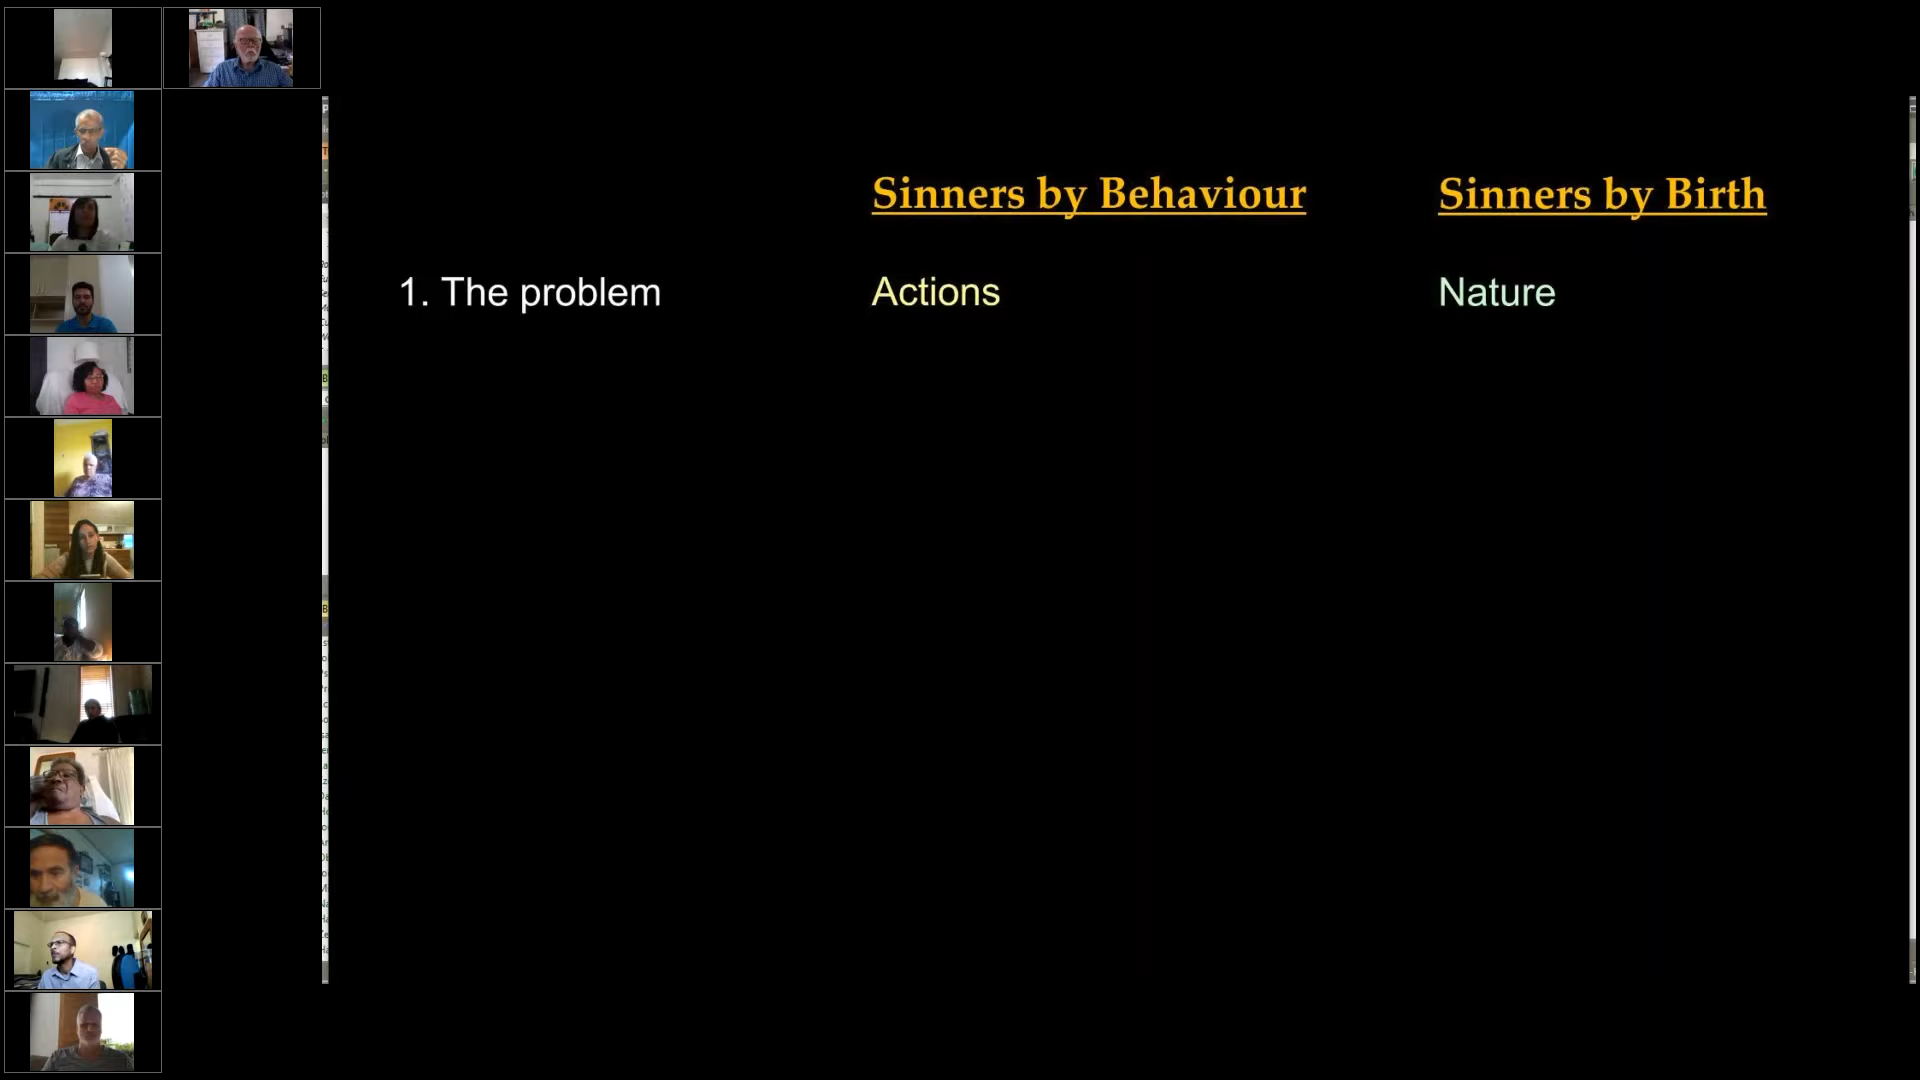 Sinners by Behaviour Sinners by Birth
1. The problem Actions Nature